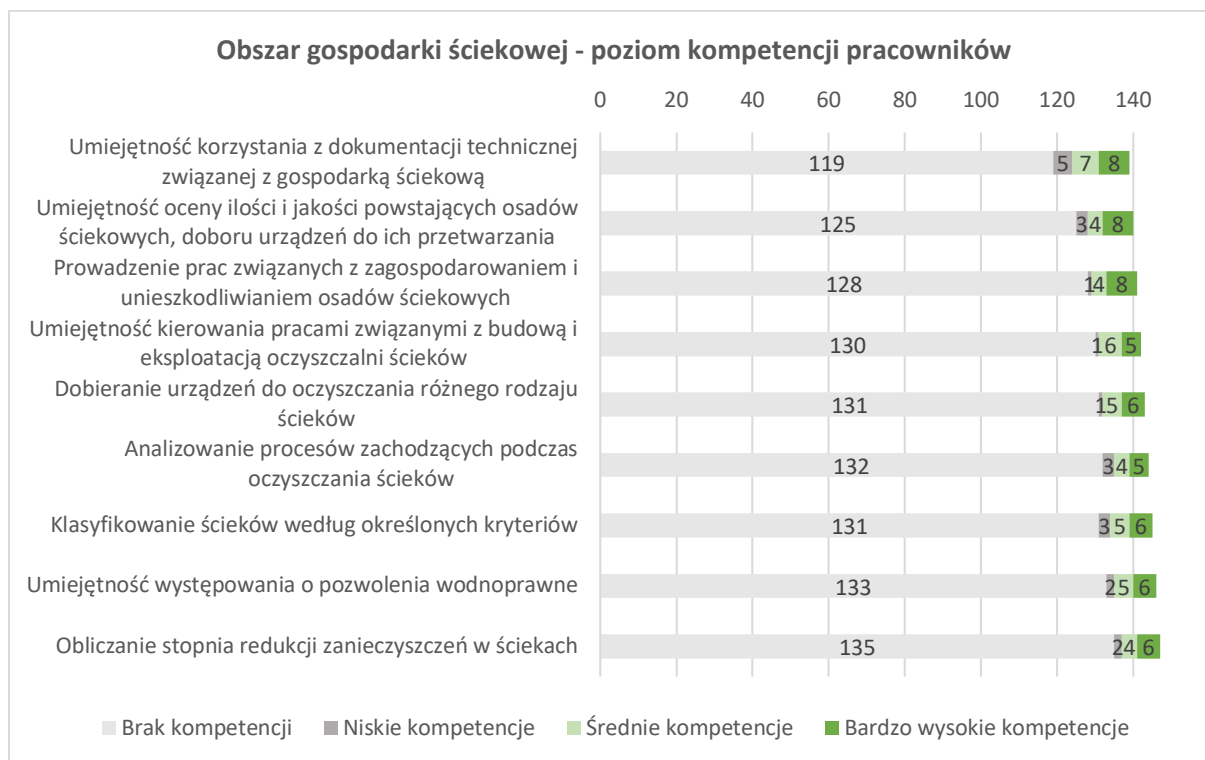 Obszar gospodarki ściekowej - poziom kompetencji pracowników
0 20 40 60 80 100 120 140
Umiejętność korzystania z dokumentacji technicznej
związanej z gospodarką ściekową
119 5 7 8
Umiejętność oceny ilości i jakości powstających osadów
ściekowych, doboru urządzeń do ich przetwarzania
125 3 4 8
Prowadzenie prac związanych z zagospodarowaniem i
unieszkodliwianiem osadów ściekowych
128 1 4 8
Umiejętność kierowania pracami związanymi z budową i
eksploatacją oczyszczalni ścieków
130 1 6 5
Dobieranie urządzeń do oczyszczania różnego rodzaju
ścieków
131 1 5 6
Analizowanie procesów zachodzących podczas
oczyszczania ścieków
132 3 4 5
Klasyfikowanie ścieków według określonych kryteriów
131 3 5 6
Umiejętność występowania o pozwolenia wodnoprawne
133 2 5 6
Obliczanie stopnia redukcji zanieczyszczeń w ściekach
135 2 4 6
Brak kompetencji Niskie kompetencje Średnie kompetencje Bardzo wysokie kompetencje